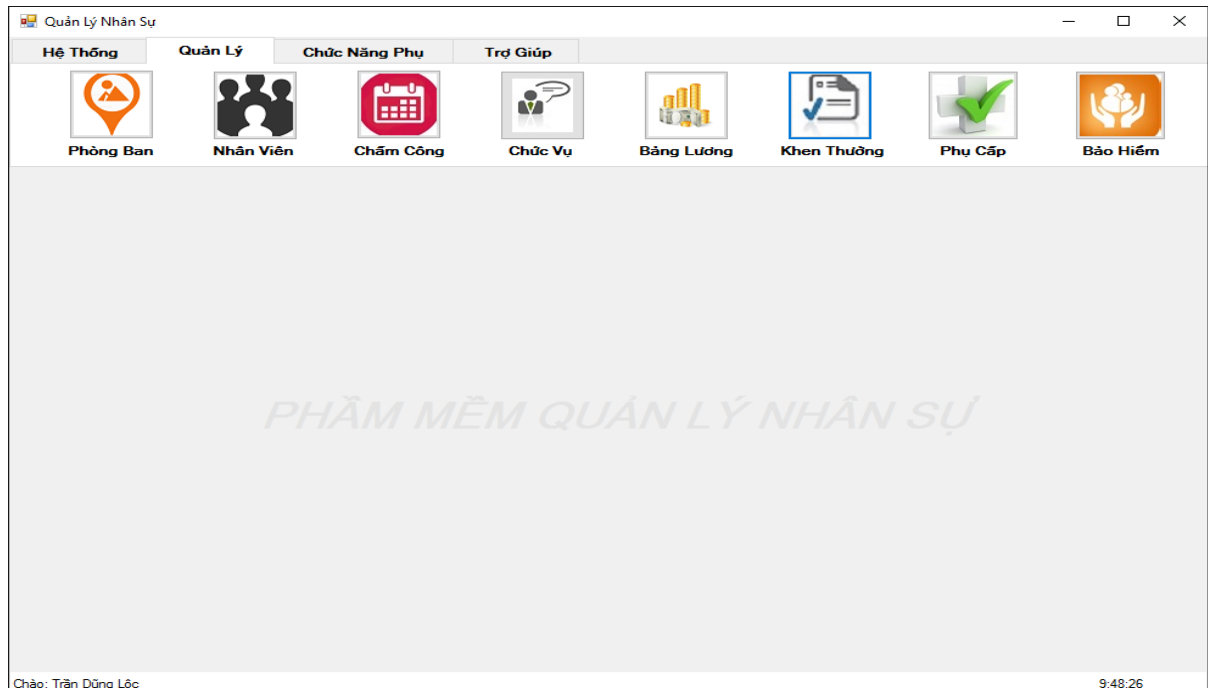 Quản Lý Nhân Sự
Hệ Thống Quản Lý Chức Năng Phụ Trợ Giúp
Phòng Ban Nhân Viên Chấm Công Chức Vụ Bảng Lương Khen Thưởng Phụ Cấp Bảo Hiểm
PHẦM MỀM QUẢN LÝ NHÂN SỰ
Chào: Trần Dũng Lộc 9:48:26